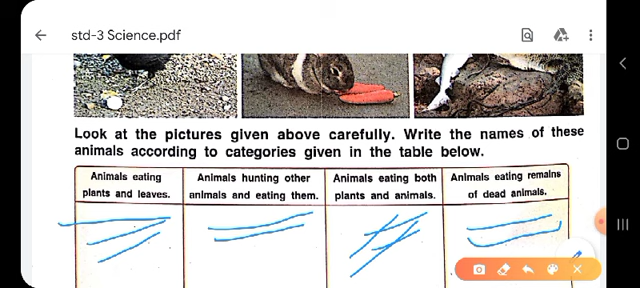 std-3 Science.pdf
Look at the pictures given above carefully. Write the names of these
animals according to categories given in the table below.
Animals eating
plants and leaves.
Animals hunting other
animals and eating them.
Animals eating both
plants and animals.
Animals eating remains
of dead animals.